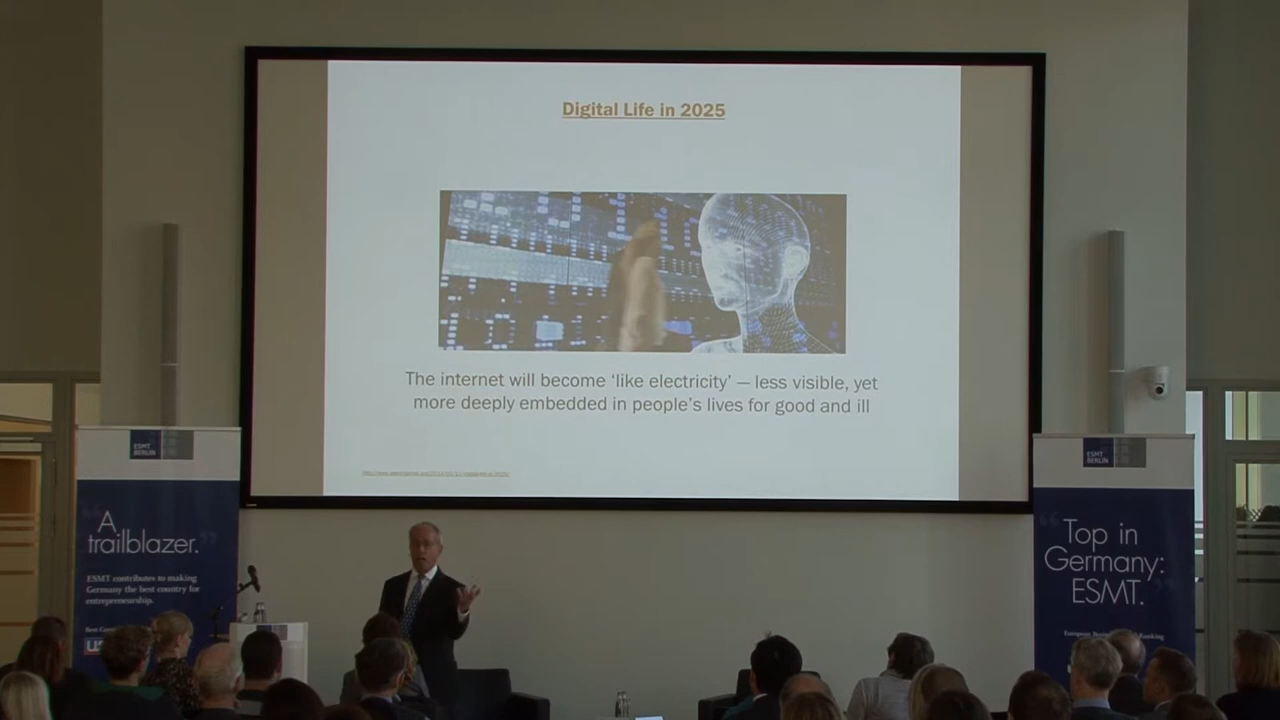 Digital Life in 2025
The internet will become ‘like electricity’ — less visible, yet
more deeply embedded in people’s lives for good and ill
ESMT
BERLIN
A
trailblazer.”
ESMT contributes to making
Germany the best country for
entrepreneurship.
ESMT
BERLIN
“Top in
Germany:
ESMT.”
European